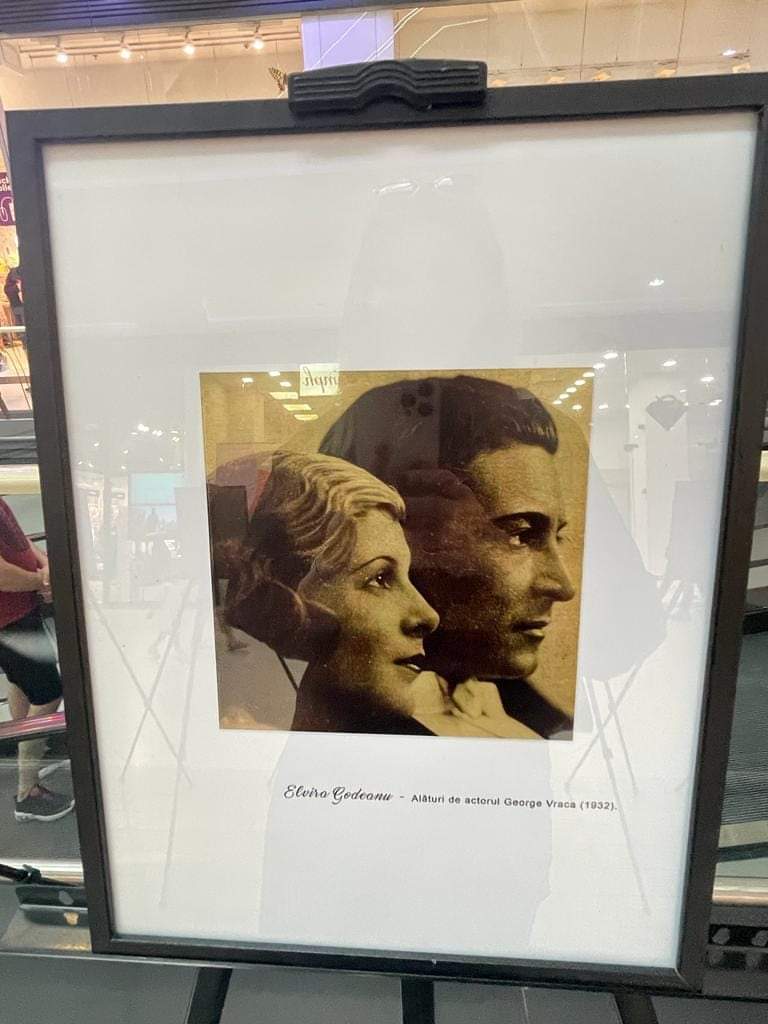 Elvira Godeanu - Alături de actorul George Vraca (1932).